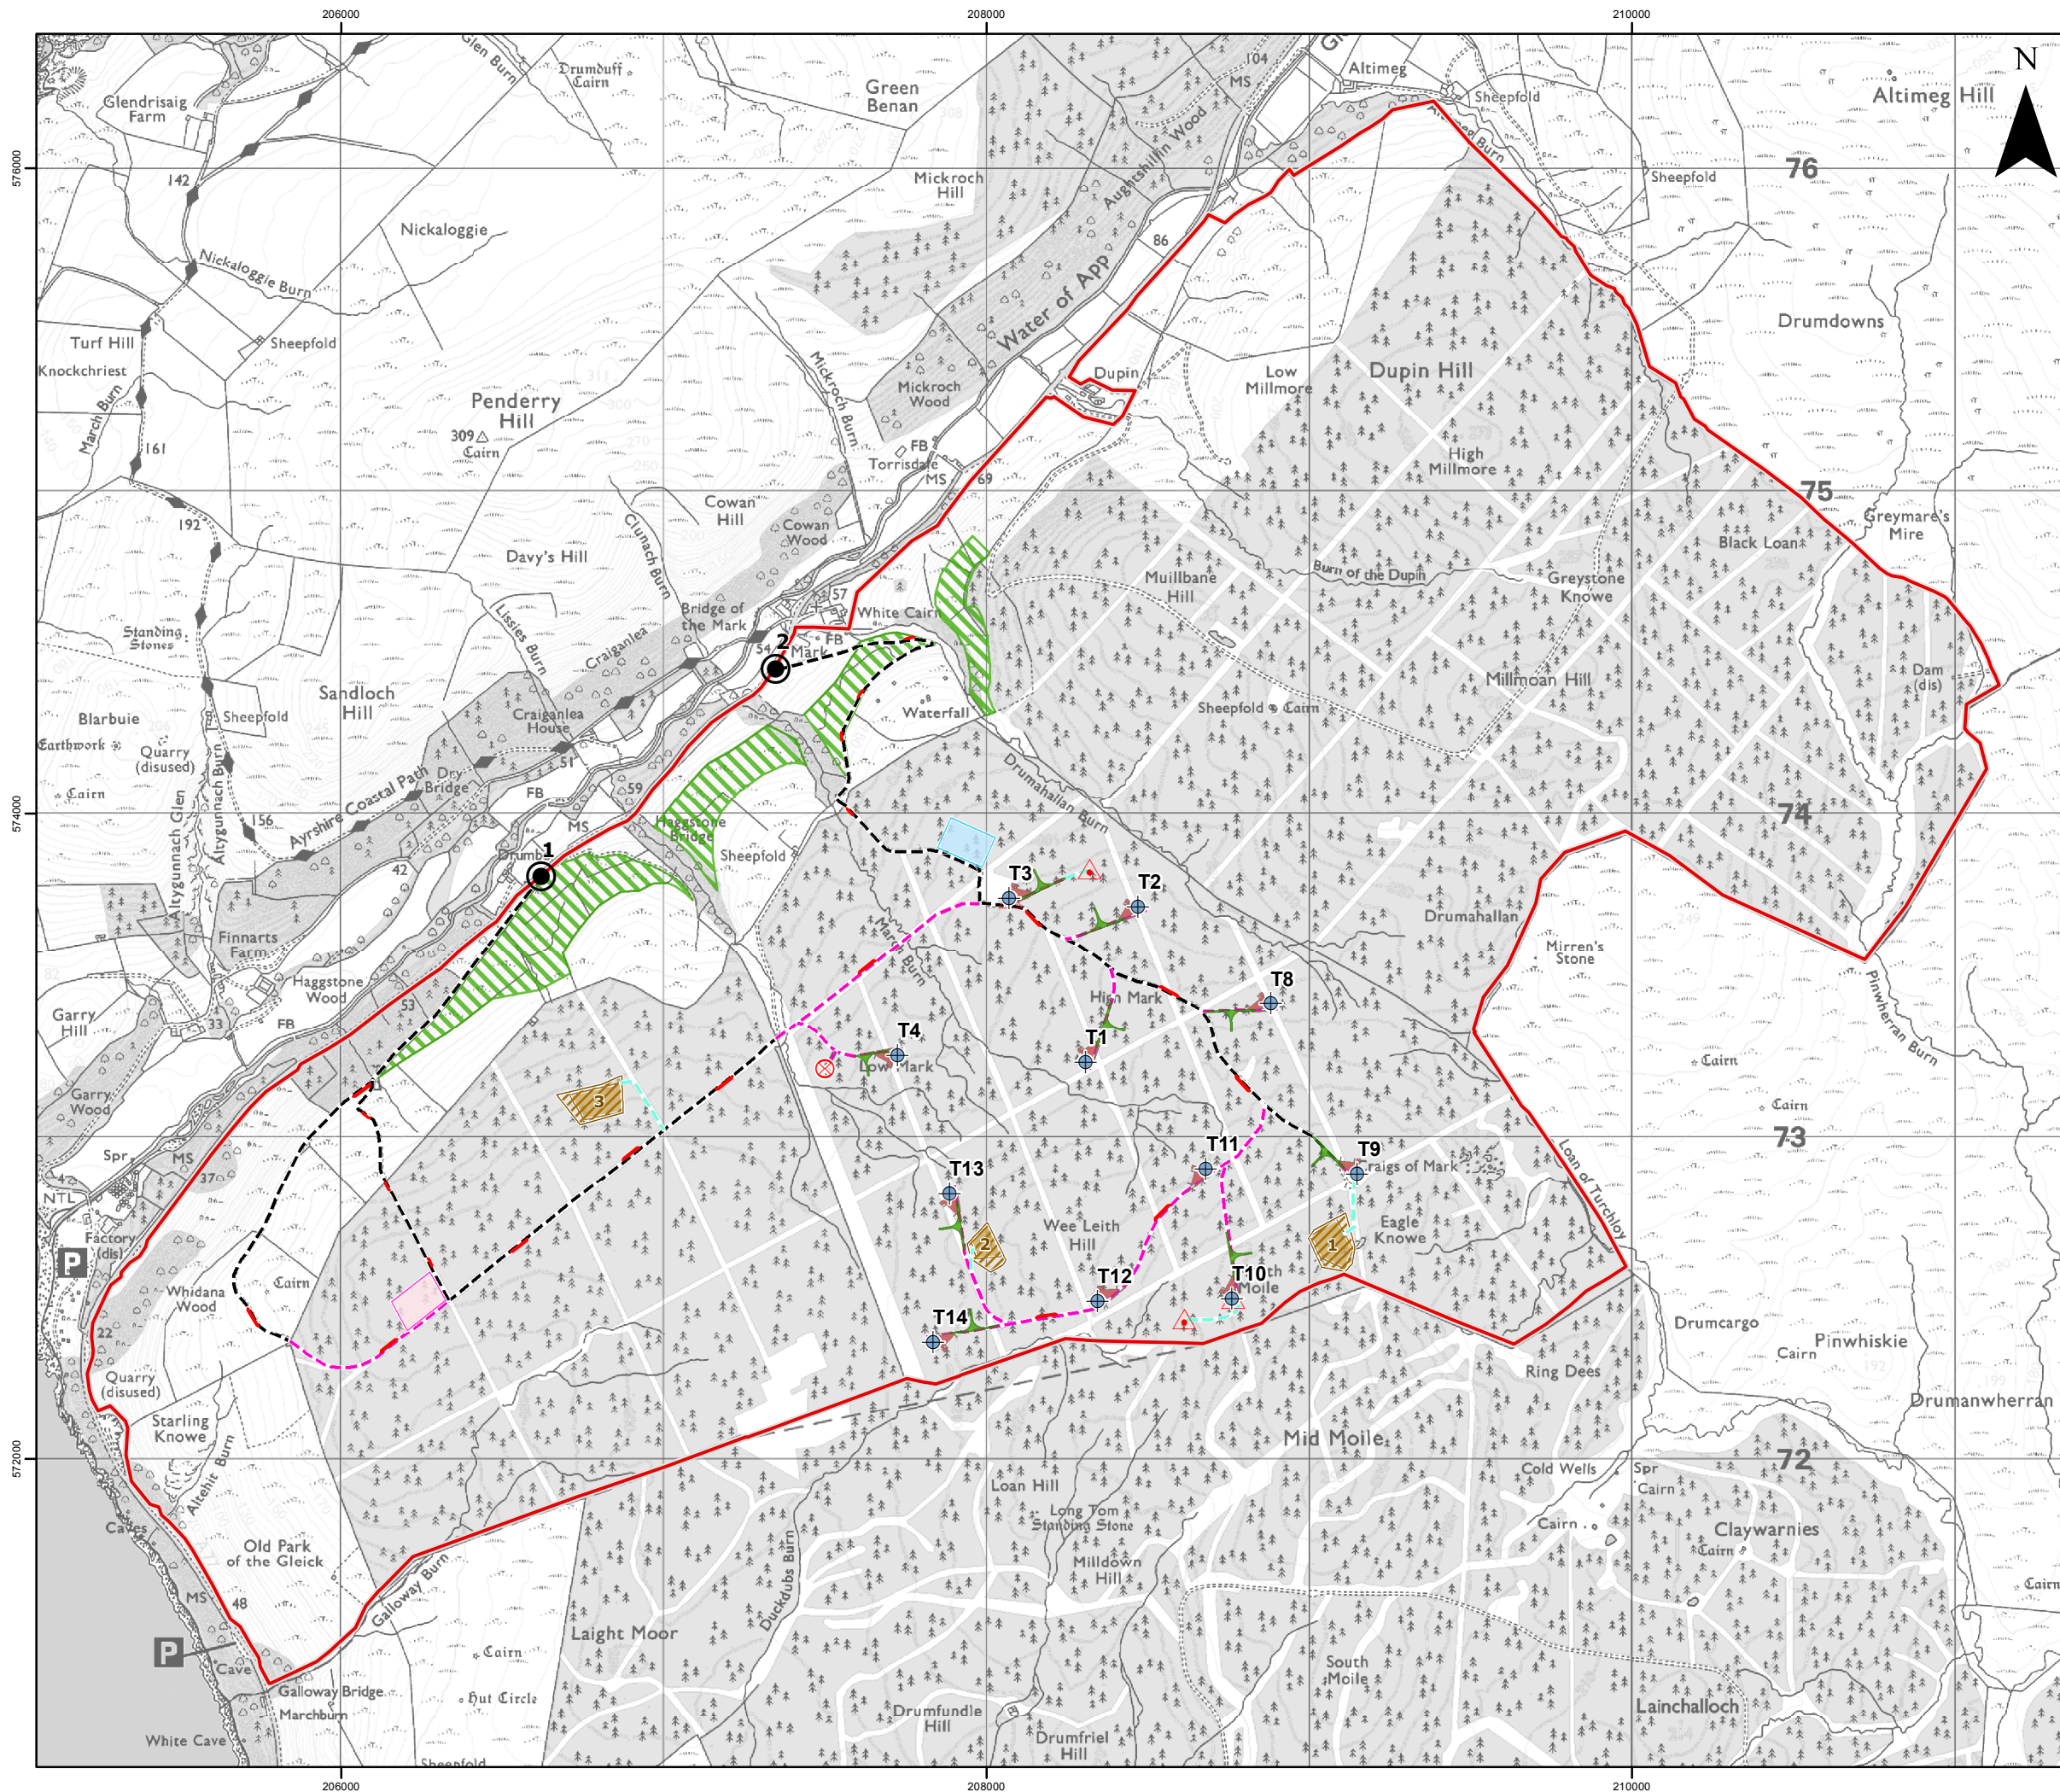 206000
208000
210000
576000
574000
572000
N
Glen Burn
Drumduff
Cairn
Green
Benan
104
MS
Altimeg
Sheepfold
Altimeg Hill
Glendrisaig
Farm
142
Mickroch
Hill
Aughtshillin Wood
Altimeg Burn
Sheepfold
76
Nickaloggie
Nickaloggie Burn
86
Water of App
Turf Hill
Sheepfold
Drumdowns
Knockchriest
Mickroch Burn
Mickroch
Wood
Dupin
Low
Millmore
Dupin Hill
Penderry
Hill
309
Cairn
March Burn
161
FB
Torrisdale
MS
69
High
Millmore
75
192
Cowan
Hill
Cowan
Wood
Greymare's
Mire
Black Loan
Davy's Hill
Clunach Burn
Muillbane
Hill
Burn of the Dupin
Greystone
Knowe
57
White Cairn
Lissies Burn
Bridge of
the Mark
Standing
Stones
Craiganlea
2
54
Mark
FB
Dam
(dis)
Millmoan Hill
Sandloch
Hill
Blarbuie
Sheepfold
Craiganlea
House
Waterfall
Sheepfold
Cairn
Earthwork
Quarry
(disused)
51
Drumahallan Burn
Ayrshire Coastal Path
Dry
Bridge
Cairn
FB
59
156
MS
Haggstone
Bridge
74
Altygunnach Glen
Altygunnach Burn
42
Drumb
1
Sheepfold
T3
T2
Drumahallan
Finnarts
Farm
March Burn
Mirren's
Stone
Haggstone
Wood
53
High Mark
T8
Pinwherran Burn
Garry
Hill
33
FB
T4
T1
Low Mark
Cairn
Garry
Wood
3
Cairn
73
Spr
MS
T11
T9
Craigs of Mark
Loan of Turchloy
37
T13
NTL
Factory
(dis)
P
2
Wee Leith
Hill
1
Eagle
Knowe
Cairn
Whidana
Wood
T12
T10
Moile
T14
22
Drumcargo
Pinwhiskie
Cairn
Quarry
(disused)
Ring Dees
Drumanwherran
Starling
Knowe
Mid Moile
72
Altehit Burn
Loan Hill
Cold Wells
Spr
Cairn
Caves
Long Tom
Standing Stone
Cairn
Claywarnies
Cairn
Old Park
of the Gleick
Milldown
Hill
Cairn
MS
48
Galloway Burn
Duckdubs Burn
Laight Moor
P
Cave
Cairn
South
Moile
Galloway Bridge
Marchburn
Hut Circle
Drumfundle
Hill
Lainchalloch
White Cave
Drumfriel
Hill
Sheepfold
206000
208000
210000